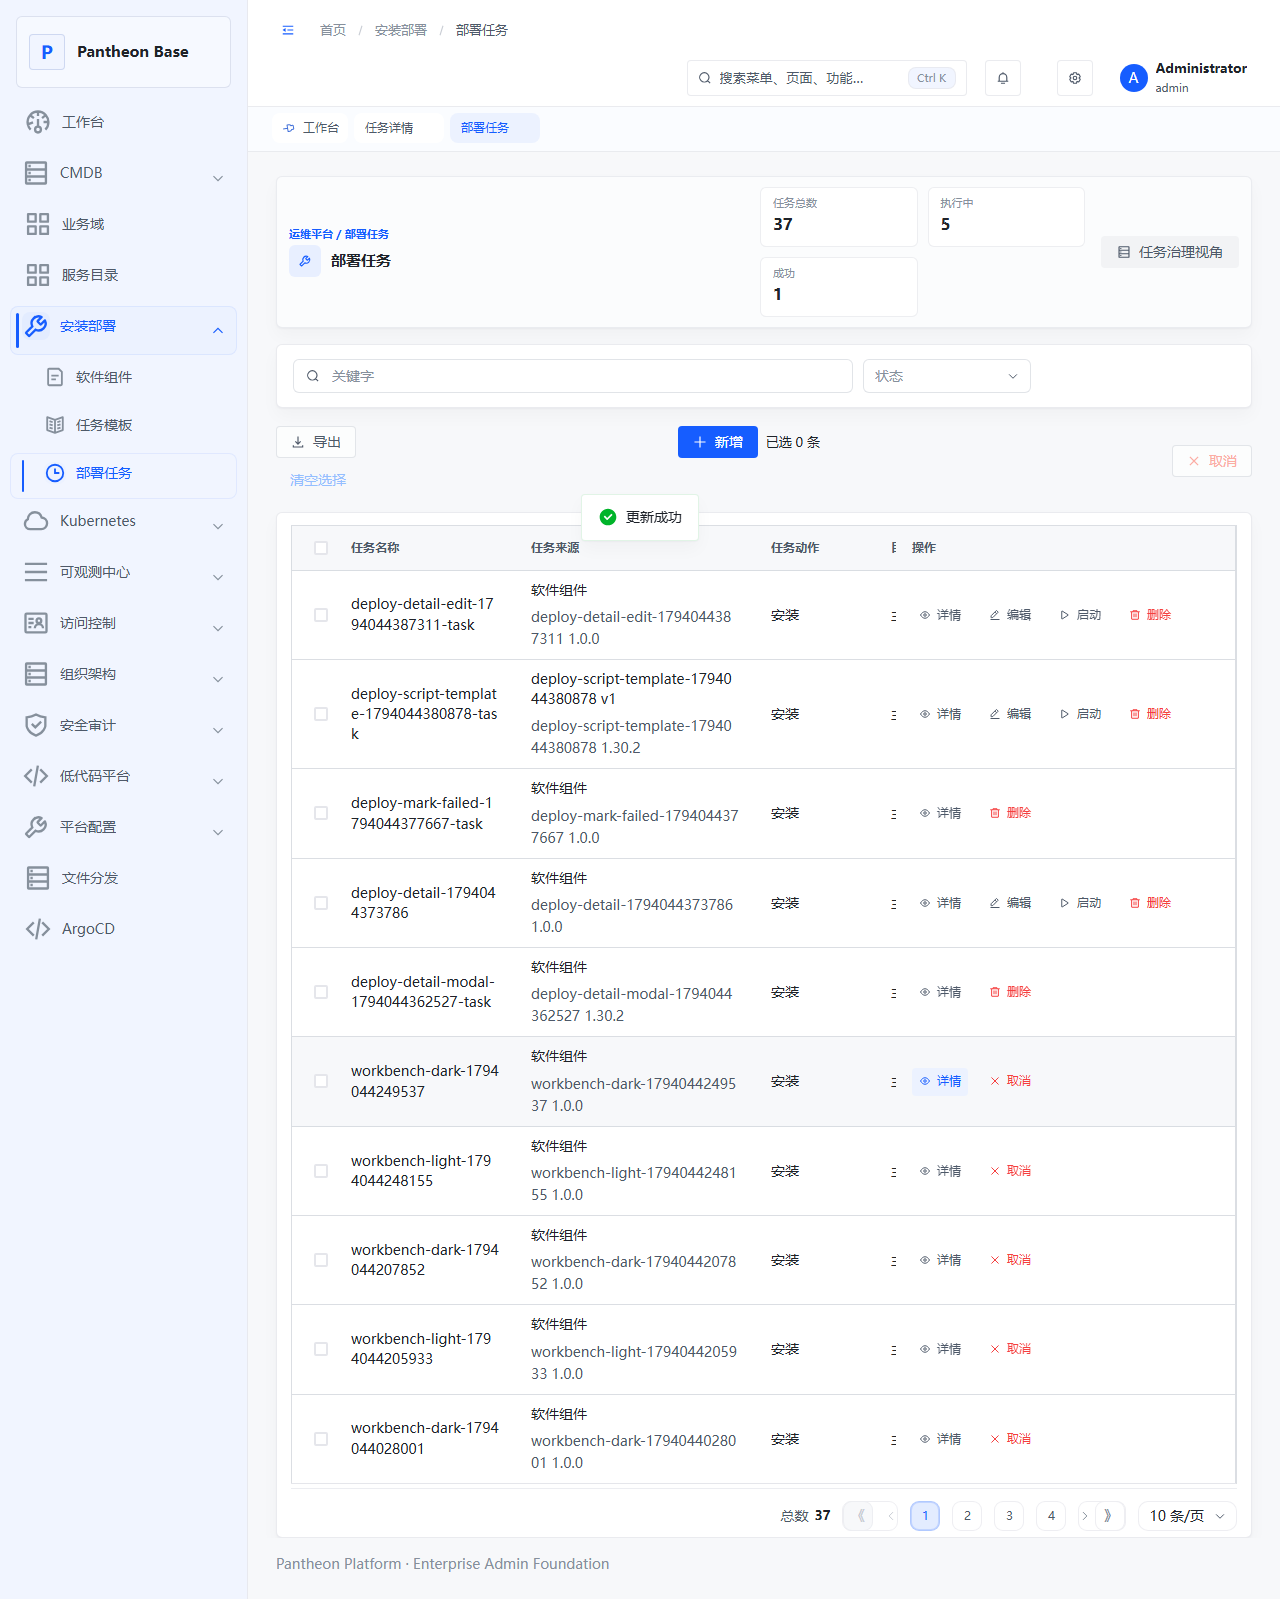 P Pantheon Base
工作台
CMDB
业务域
服务目录
安装部署
软件组件
任务模板
部署任务
Kubernetes
可观测中心
访问控制
组织架构
安全审计
低代码平台
平台配置
文件分发
ArgoCD
首页 / 安装部署 / 部署任务
搜索菜单、页面、功能... Ctrl K
A Administrator
admin
工作台 任务详情 部署任务
运维平台 / 部署任务
部署任务
任务总数
37
执行中
5
成功
1
任务治理视角
关键字 状态
导出 新增 已选 0 条
清空选择 取消
更新成功
任务名称 任务来源 任务动作 操作
deploy-detail-edit-17
94044387311-task
软件组件
deploy-detail-edit-179404438
7311 1.0.0
安装 详情 编辑 启动 删除
deploy-script-templat
e-1794044380878-tas
k
deploy-script-template-17940
44380878 v1
deploy-script-template-17940
44380878 1.30.2
安装 详情 编辑 启动 删除
deploy-mark-failed-1
794044377667-task
软件组件
deploy-mark-failed-179404437
7667 1.0.0
安装 详情 删除
deploy-detail-179404
4373786
软件组件
deploy-detail-1794044373786
1.0.0
安装 详情 编辑 启动 删除
deploy-detail-modal-
1794044362527-task
软件组件
deploy-detail-modal-1794044
362527 1.30.2
安装 详情 删除
workbench-dark-1794
044249537
软件组件
workbench-dark-17940442495
37 1.0.0
安装 详情 取消
workbench-light-179
4044248155
软件组件
workbench-light-17940442481
55 1.0.0
安装 详情 取消
workbench-dark-1794
044207852
软件组件
workbench-dark-179404420​78
52 1.0.0
安装 详情 取消
workbench-light-179
4044205933
软件组件
workbench-light-17940442059
33 1.0.0
安装 详情 取消
workbench-dark-1794
044028001
软件组件
workbench-dark-17940440280
01 1.0.0
安装 详情 取消
总数 37 1 2 3 4 10 条/页
Pantheon Platform · Enterprise Admin Foundation